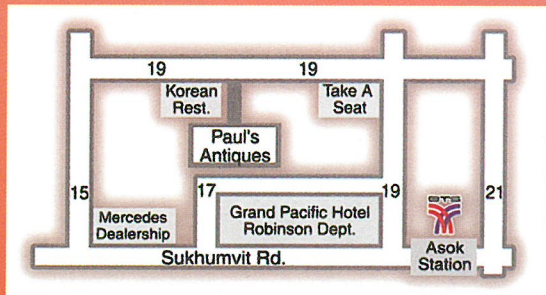 19
19
Korean
Rest.
Take A
Seat
Paul's
Antiques
15
17
19
21
Mercedes
Dealership
Grand Pacific Hotel
Robinson Dept.
Asok
Station
Sukhumvit Rd.